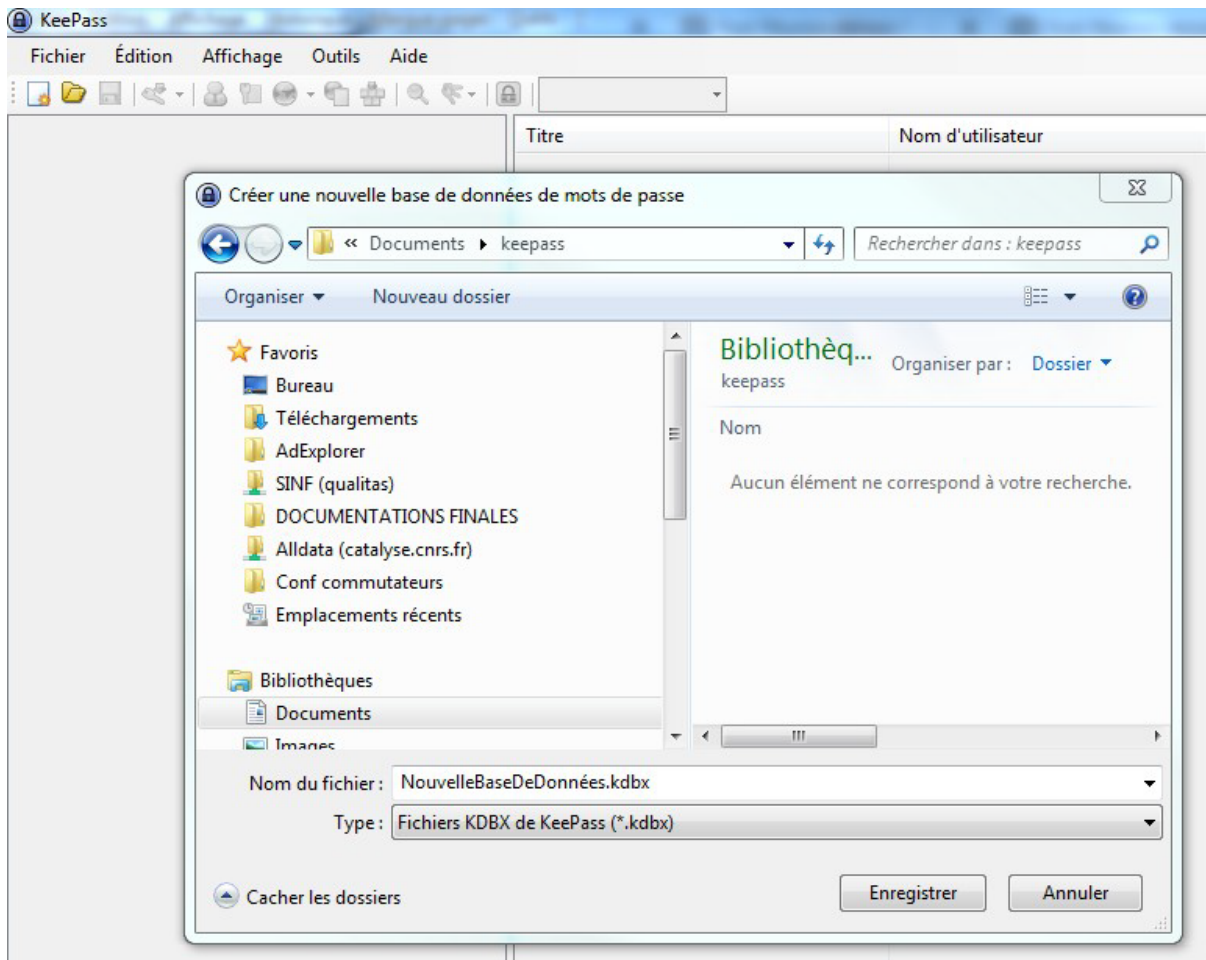 KeePass
Fichier Édition Affichage Outils Aide
Titre Nom d'utilisateur
Créer une nouvelle base de données de mots de passe
« Documents keepass Rechercher dans : keepass
Organiser Nouveau dossier
Favoris
Bureau
Téléchargements
AdExplorer
SINF (qualitas)
DOCUMENTATIONS FINALES
Alldata (catalyse.cnrs.fr)
Conf commutateurs
Emplacements récents
Bibliothèques
Documents
Images
Bibliothèq... Organiser par : Dossier
keepass
Nom
Aucun élément ne correspond à votre recherche.
Nom du fichier : NouvelleBaseDeDonnées.kdbx
Type : Fichiers KDBX de KeePass (*.kdbx)
Cacher les dossiers Enregistrer Annuler